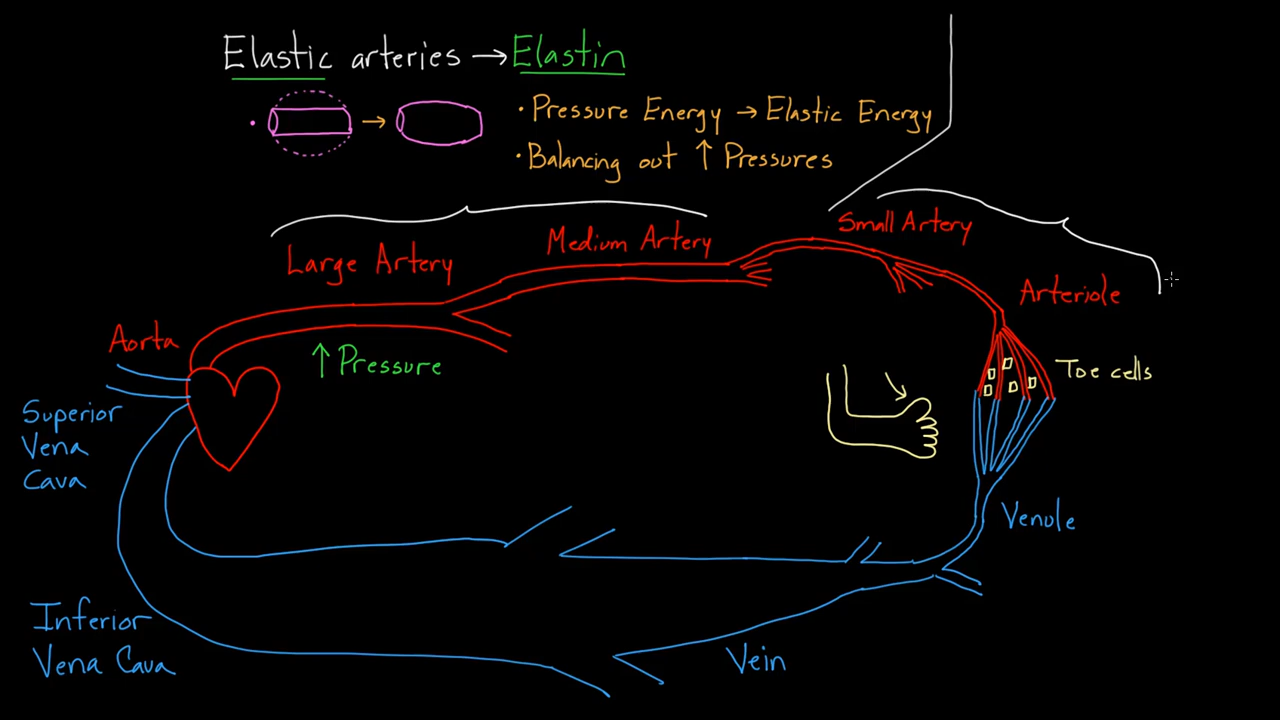 Elastic arteries → Elastin
• Pressure Energy → Elastic Energy
• Balancing out ↑ Pressures
Large Artery
Medium Artery
Small Artery
Arteriole
Aorta
↑ Pressure
Toe cells
Superior
Vena
Cava
Venule
Inferior
Vena Cava
Vein